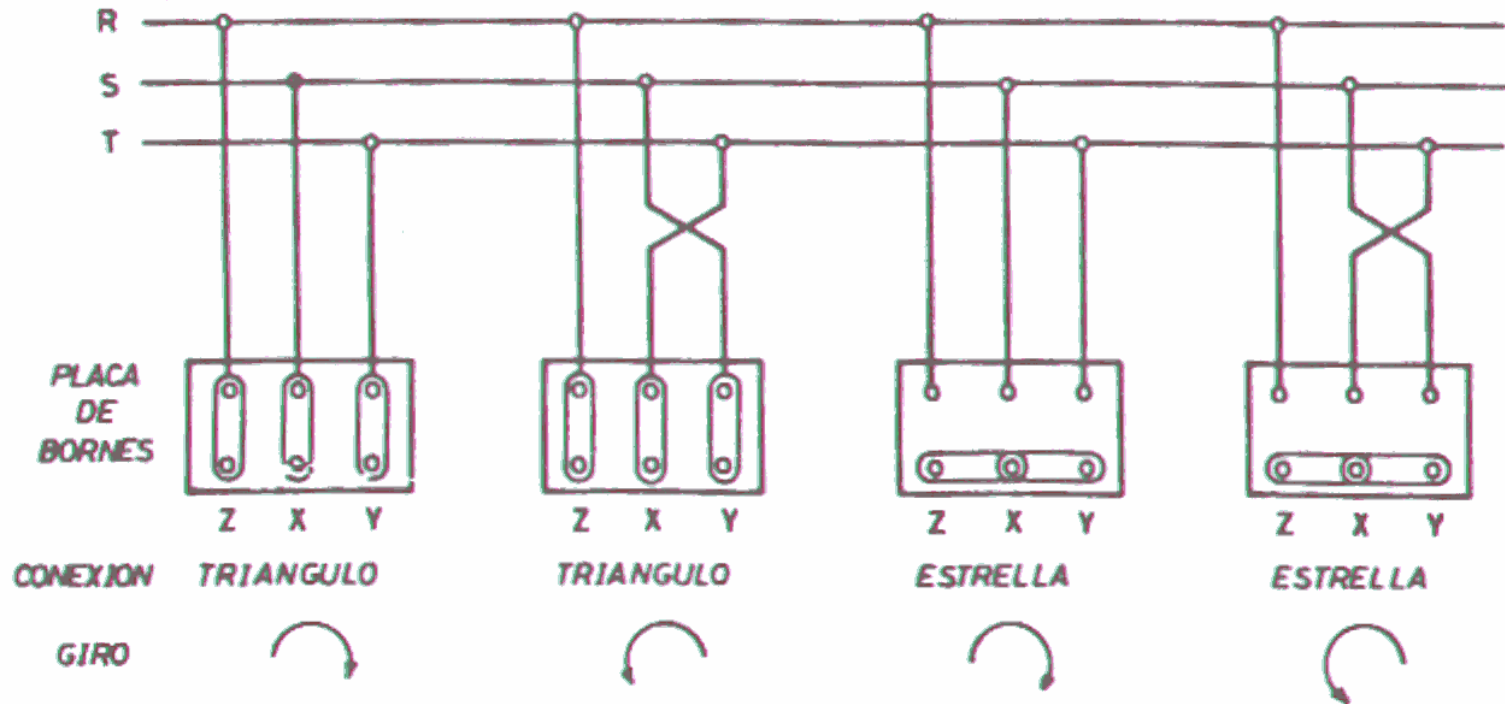 R
S
T
PLACA
DE
BORNES
Z X Y
Z X Y
Z X Y
Z X Y
CONEXION TRIANGULO TRIANGULO ESTRELLA ESTRELLA
GIRO